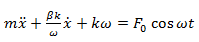 mẍ + βk/ω ẋ + kω = F₀ cos ωt